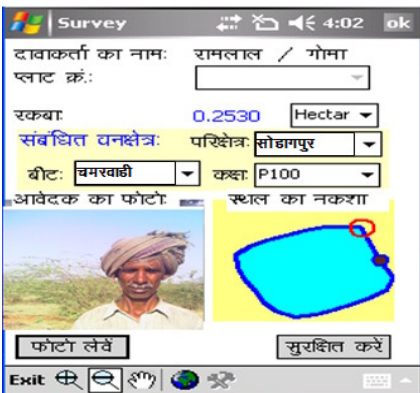 Survey 4:02 ok
दावाकर्ता का नाम: रामलाल / गोमा
प्लाट क्रं.:
रकबा: 0.2530 Hectar
संबंधित वनक्षेत्र: परिक्षेत्र: सोहागपुर
बीट: चमरवाही कक्ष: P100
आवेदक का फोटो: स्थल का नकशा
फोटो लेवें सुरक्षित करें
Exit